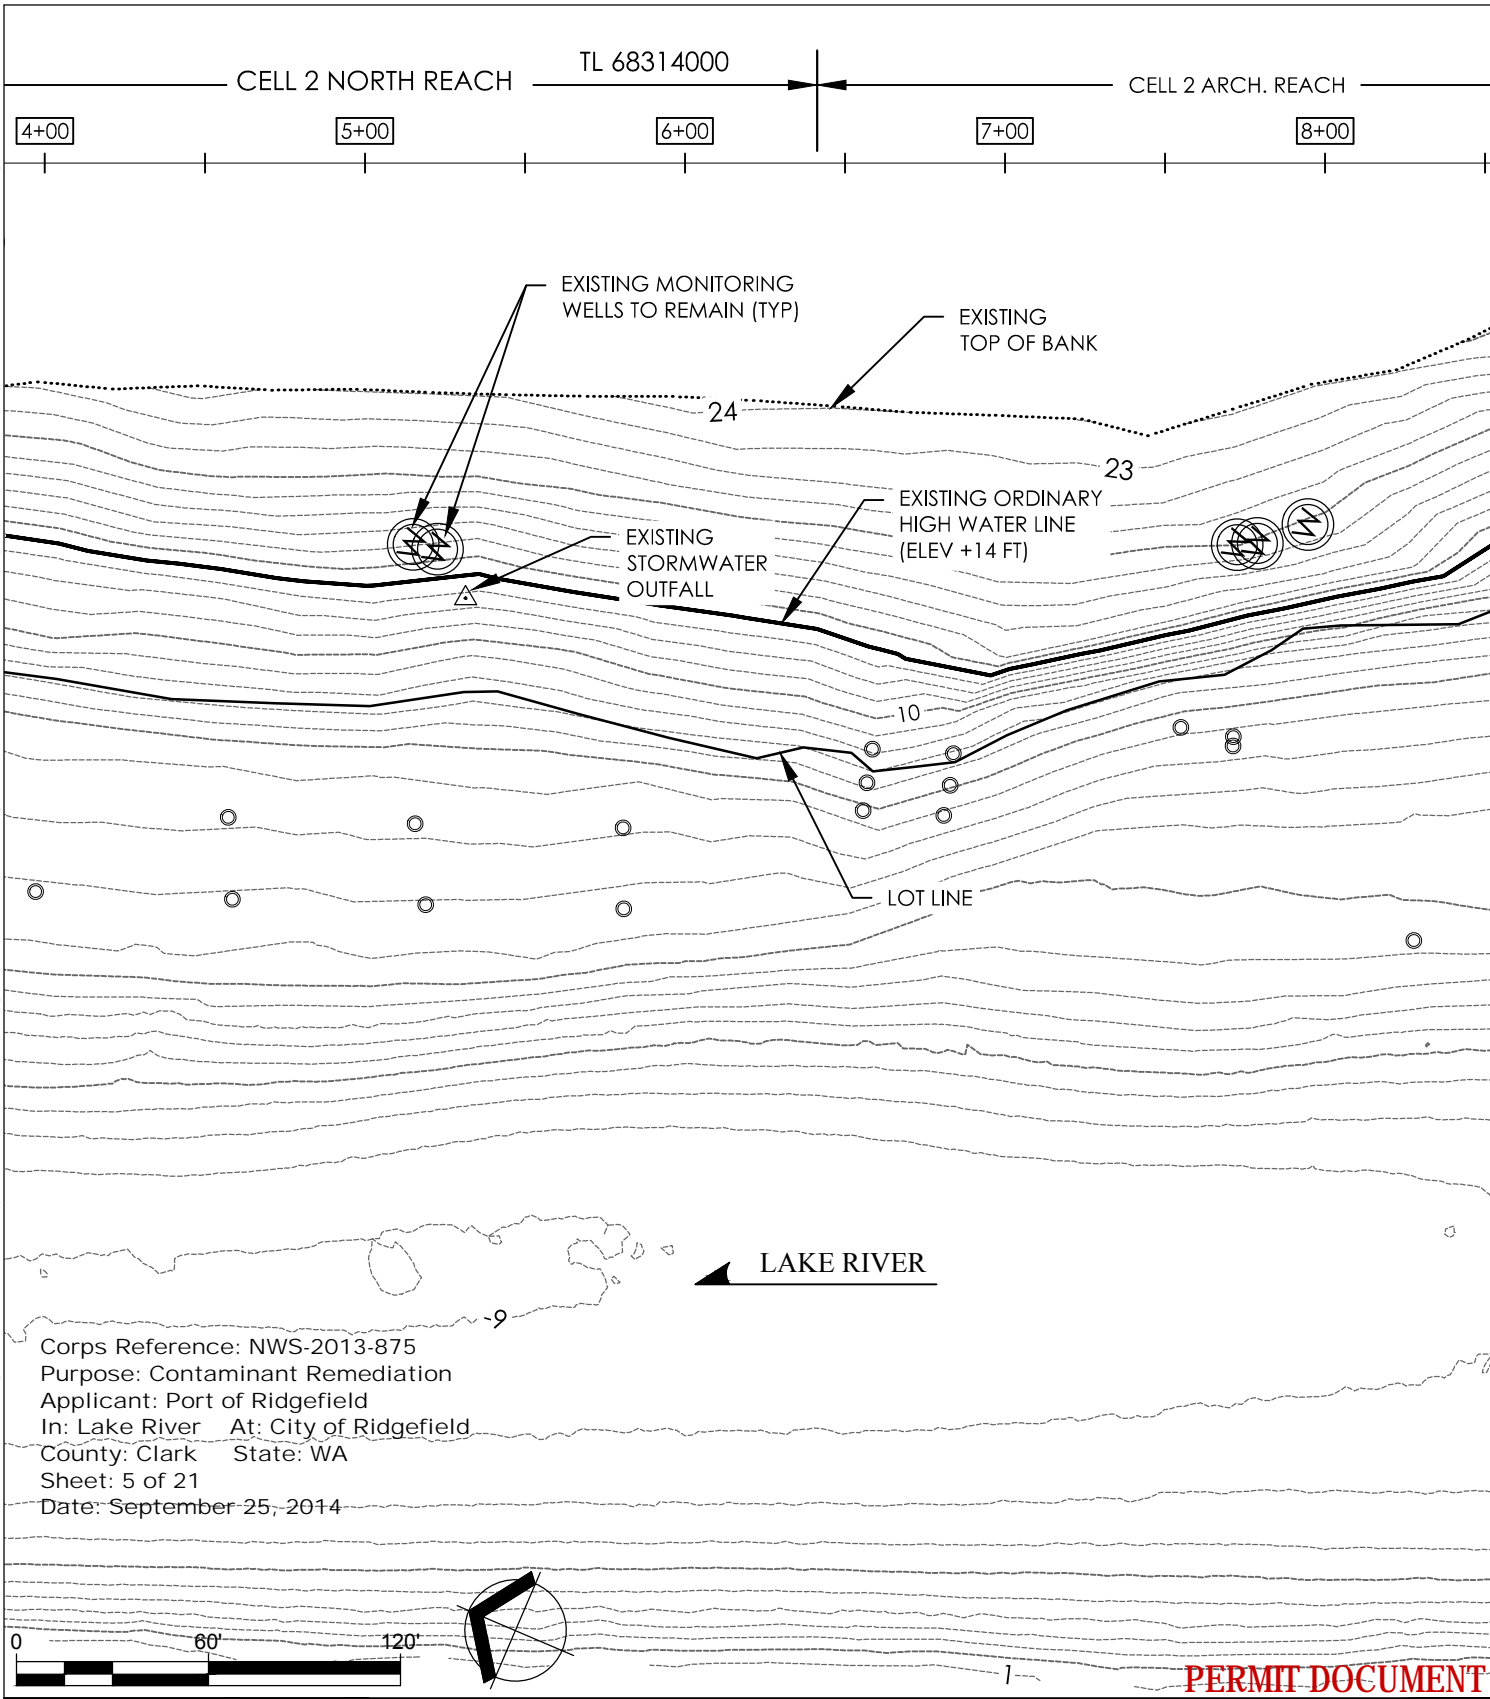 TL 68314000
CELL 2 NORTH REACH
CELL 2 ARCH. REACH
4+00
5+00
6+00
7+00
8+00
EXISTING MONITORING
WELLS TO REMAIN (TYP)
EXISTING
TOP OF BANK
24
23
EXISTING ORDINARY
HIGH WATER LINE
(ELEV +14 FT)
EXISTING
STORMWATER
OUTFALL
10
LOT LINE
LAKE RIVER
-9
Corps Reference: NWS-2013-875
Purpose: Contaminant Remediation
Applicant: Port of Ridgefield
In: Lake River At: City of Ridgefield
County: Clark State: WA
Sheet: 5 of 21
Date: September 25, 2014
0 60' 120'
1
PERMIT DOCUMENT